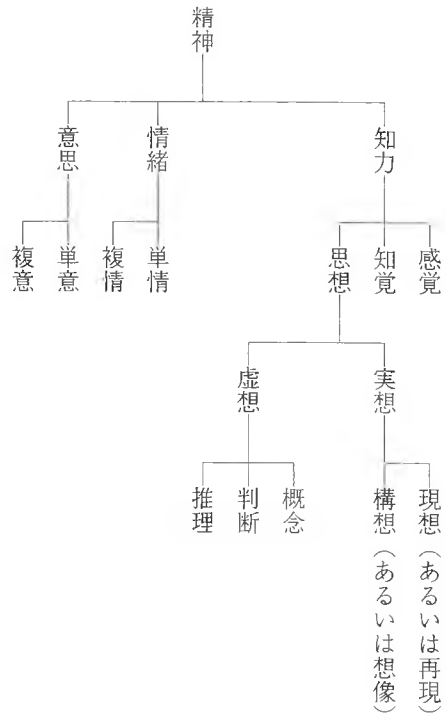 精神
知力
感覚
知覚
思想
実想
現想（あるいは再現）
構想（あるいは想像）
虚想
概念
判断
推理
情緒
単情
複情
意思
単意
複意